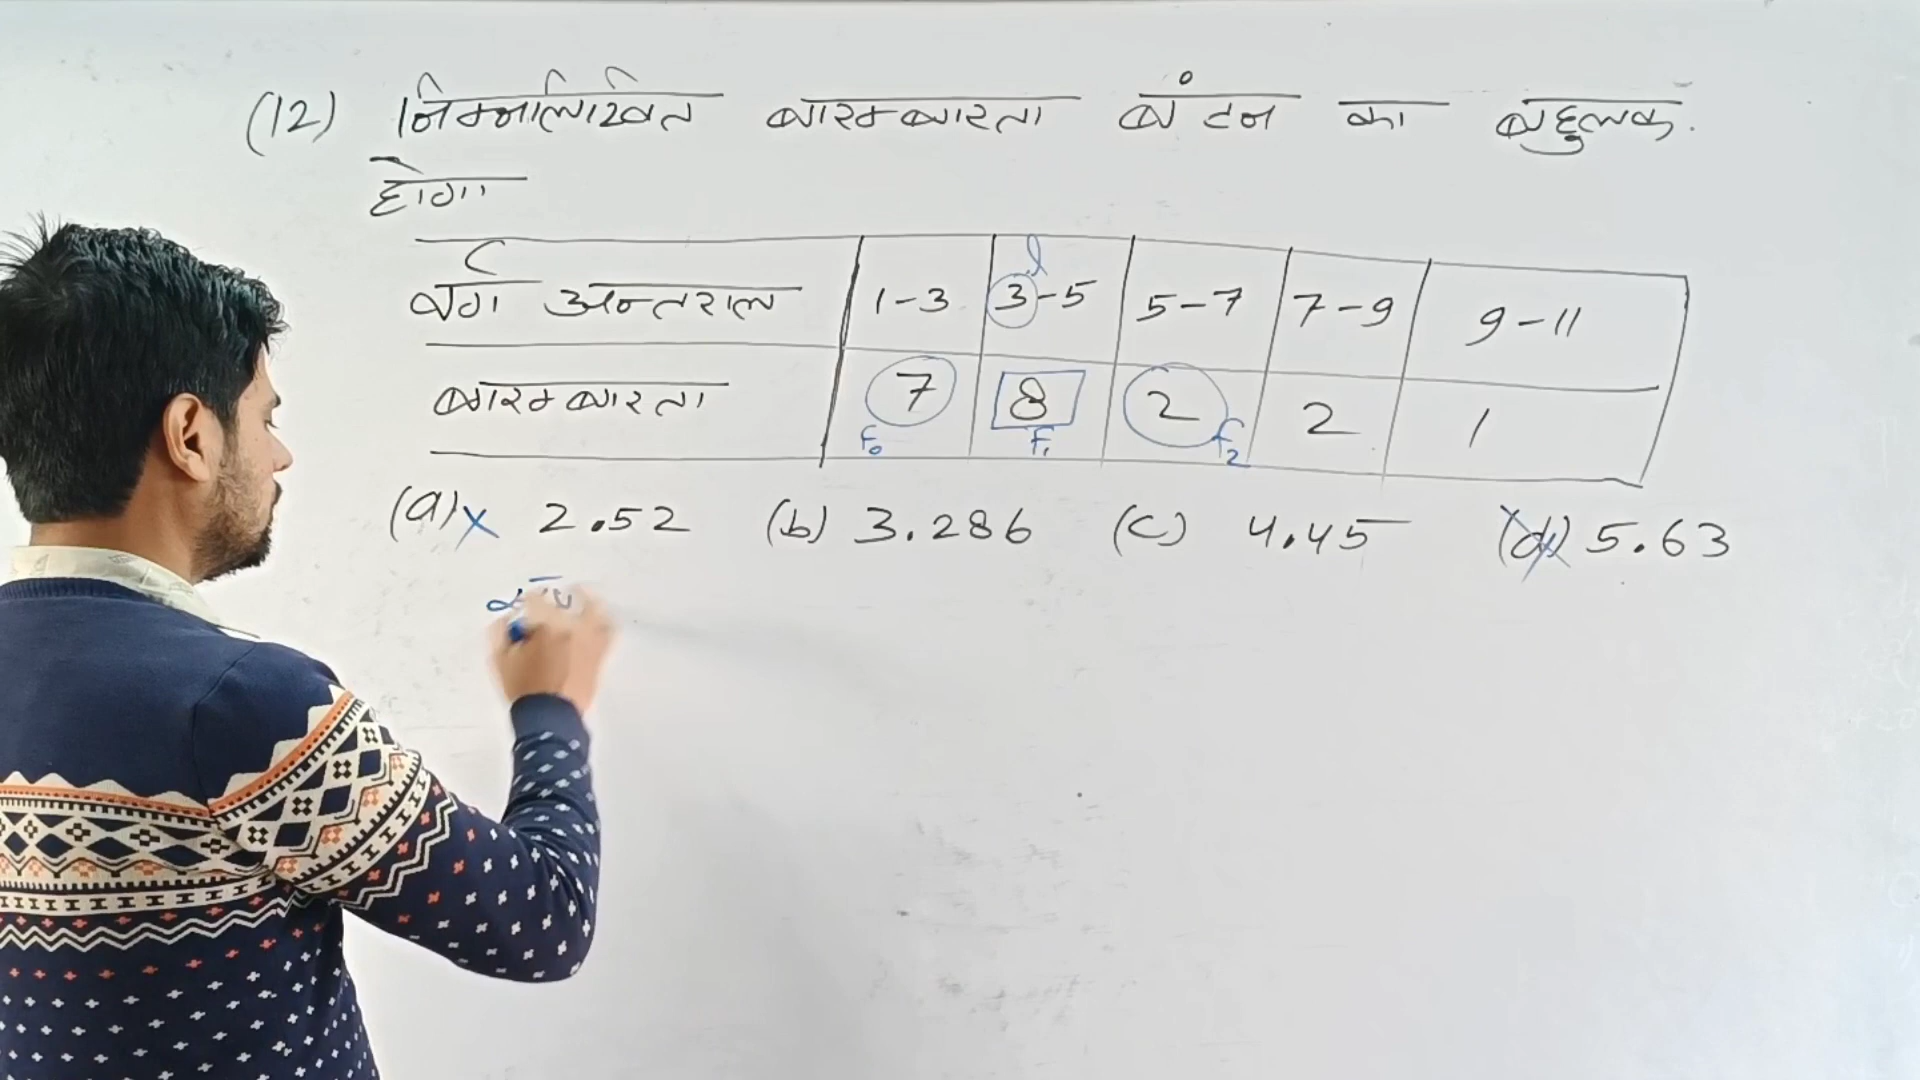 (12) निम्नलिखित बारम्बारता बंटन का बहुलक.
होगा
वर्ग अन्तराल 1-3 3-5 5-7 7-9 9-11
l
बारम्बारता 7 8 2 2 1
f₀ f₁ f₂
(a) x 2.52 (b) 3.286 (c) 4.45 (d) x 5.63